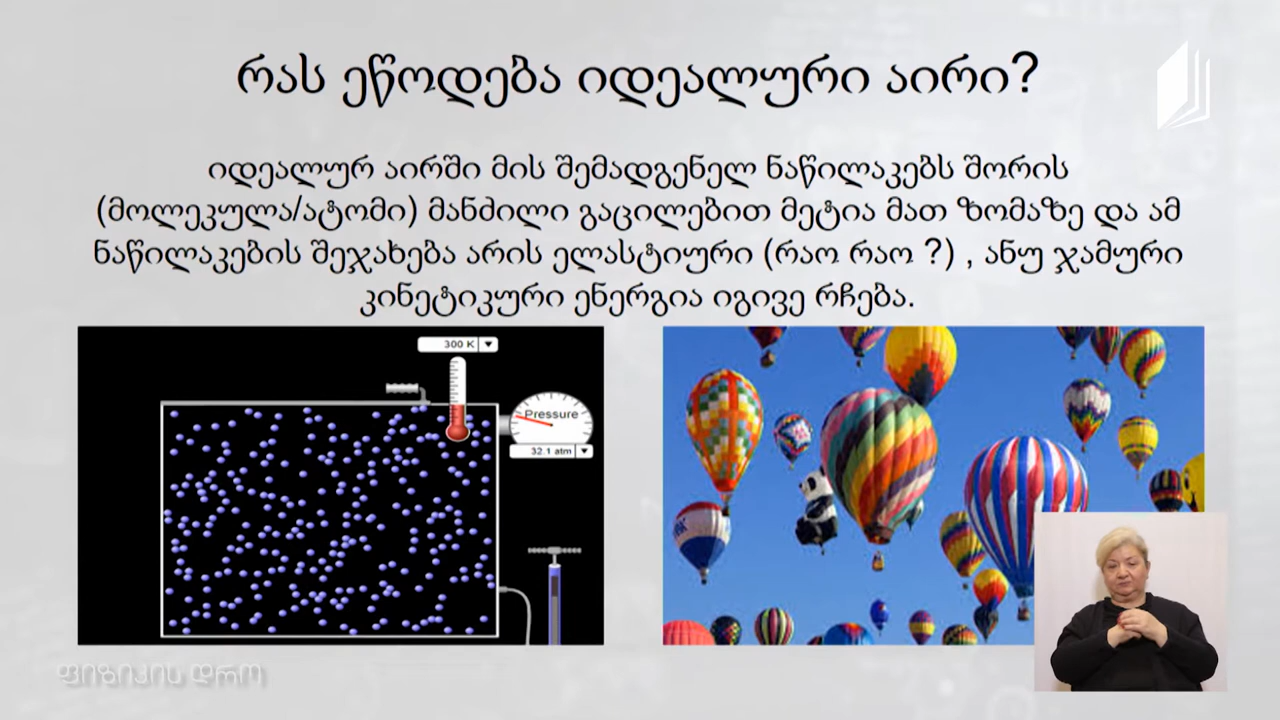 რას ეწოდება იდეალური აირი?
იდეალურ აირში მის შემადგენელ ნაწილაკებს შორის
(მოლეკულა/ატომი) მანძილი გაცილებით მეტია მათ ზომაზე და ამ
ნაწილაკების შეჯახება არის ელასტიური (რაო რაო ?) , ანუ ჯამური
კინეტიკური ენერგია იგივე რჩება.
300 K
Pressure
32.1 atm
RE/MAX
ფიზიკის დრო